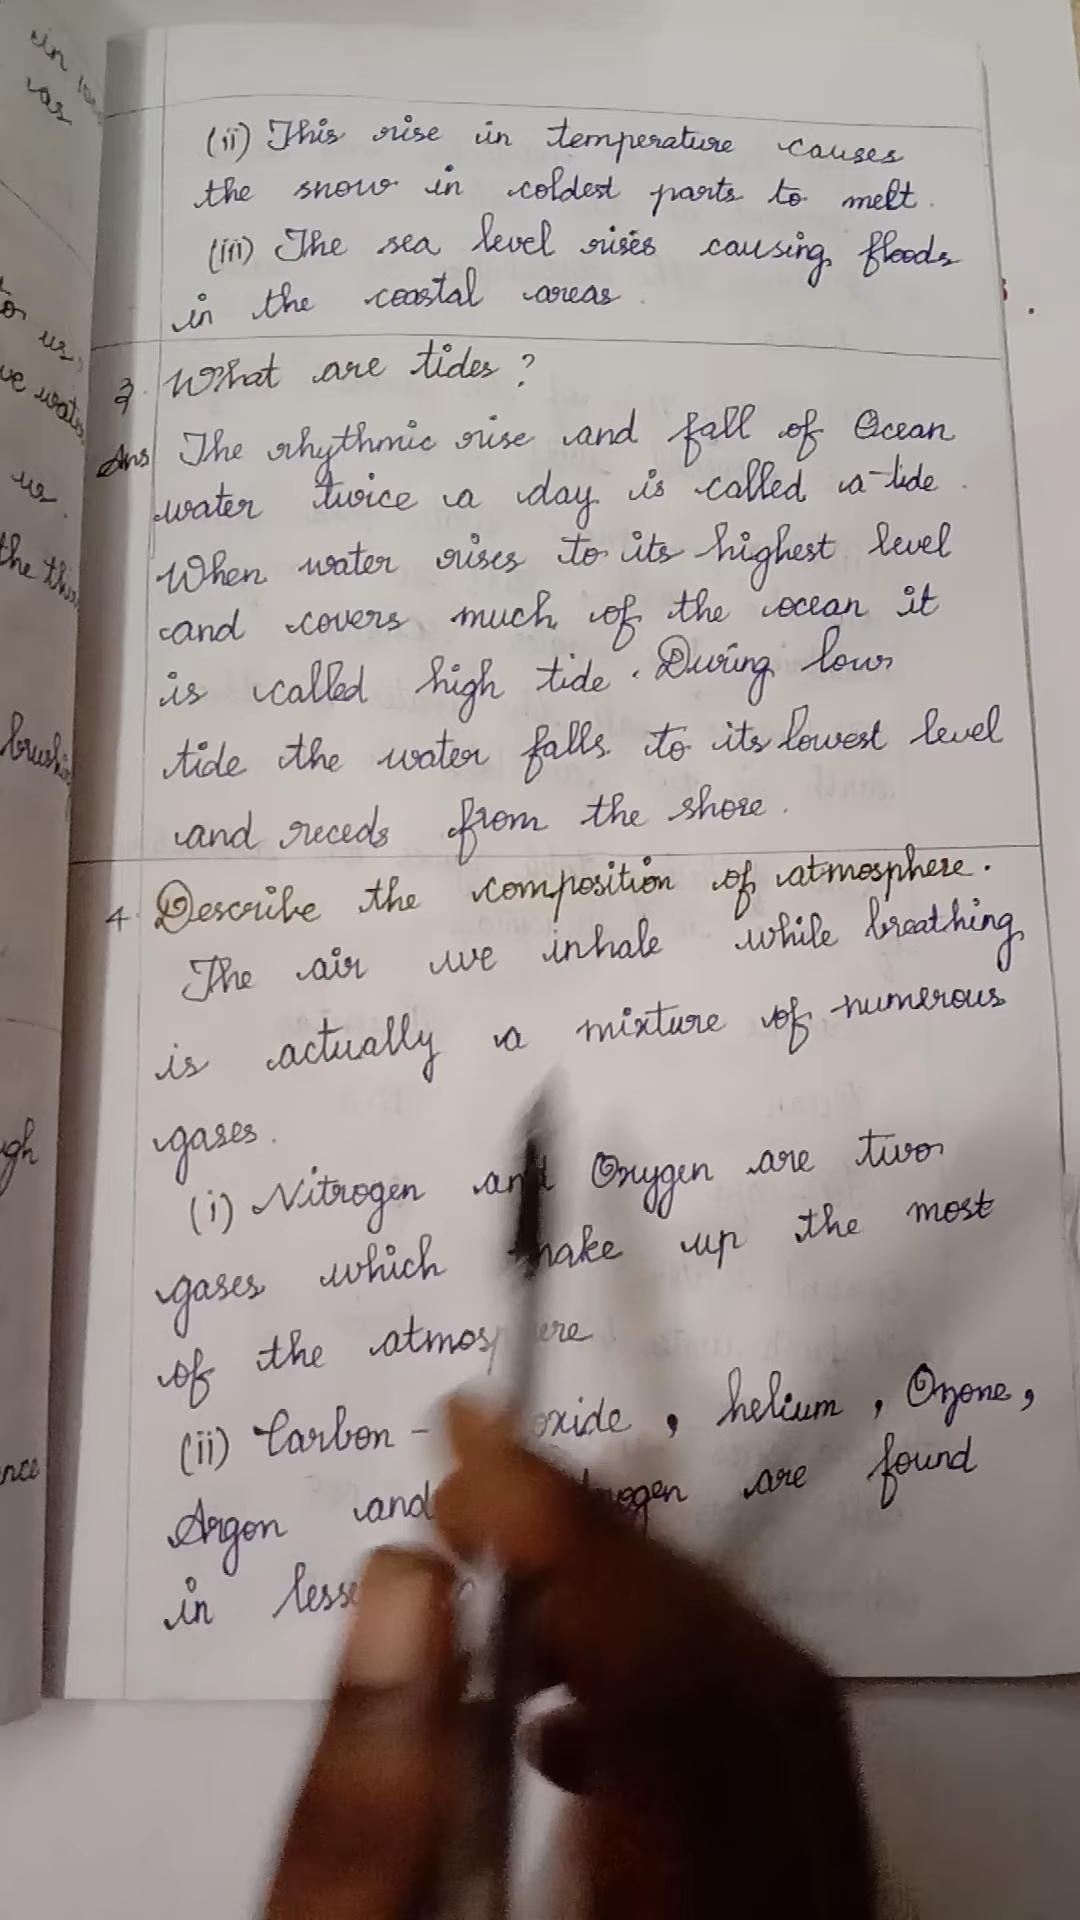 in
as
(ii) This rise in temperature causes
the snow in coldest parts to melt.
(iii) The sea level rises causing floods
in the coastal areas.
3. What are tides?
Ans The rhythmic rise and fall of Ocean
water twice a day is called a tide.
When water rises to its highest level
and covers much of the ocean it
is called high tide. During low
tide the water falls to its lowest level
and receds from the shore.
4. Describe the composition of atmosphere.
The air we inhale while breathing
is actually a mixture of numerous
gases.
(i) Nitrogen and Oxygen are two
gases which make up the most
of the atmosphere
(ii) Carbon - oxide, helium, Ozone,
Argon and ogen are found
in